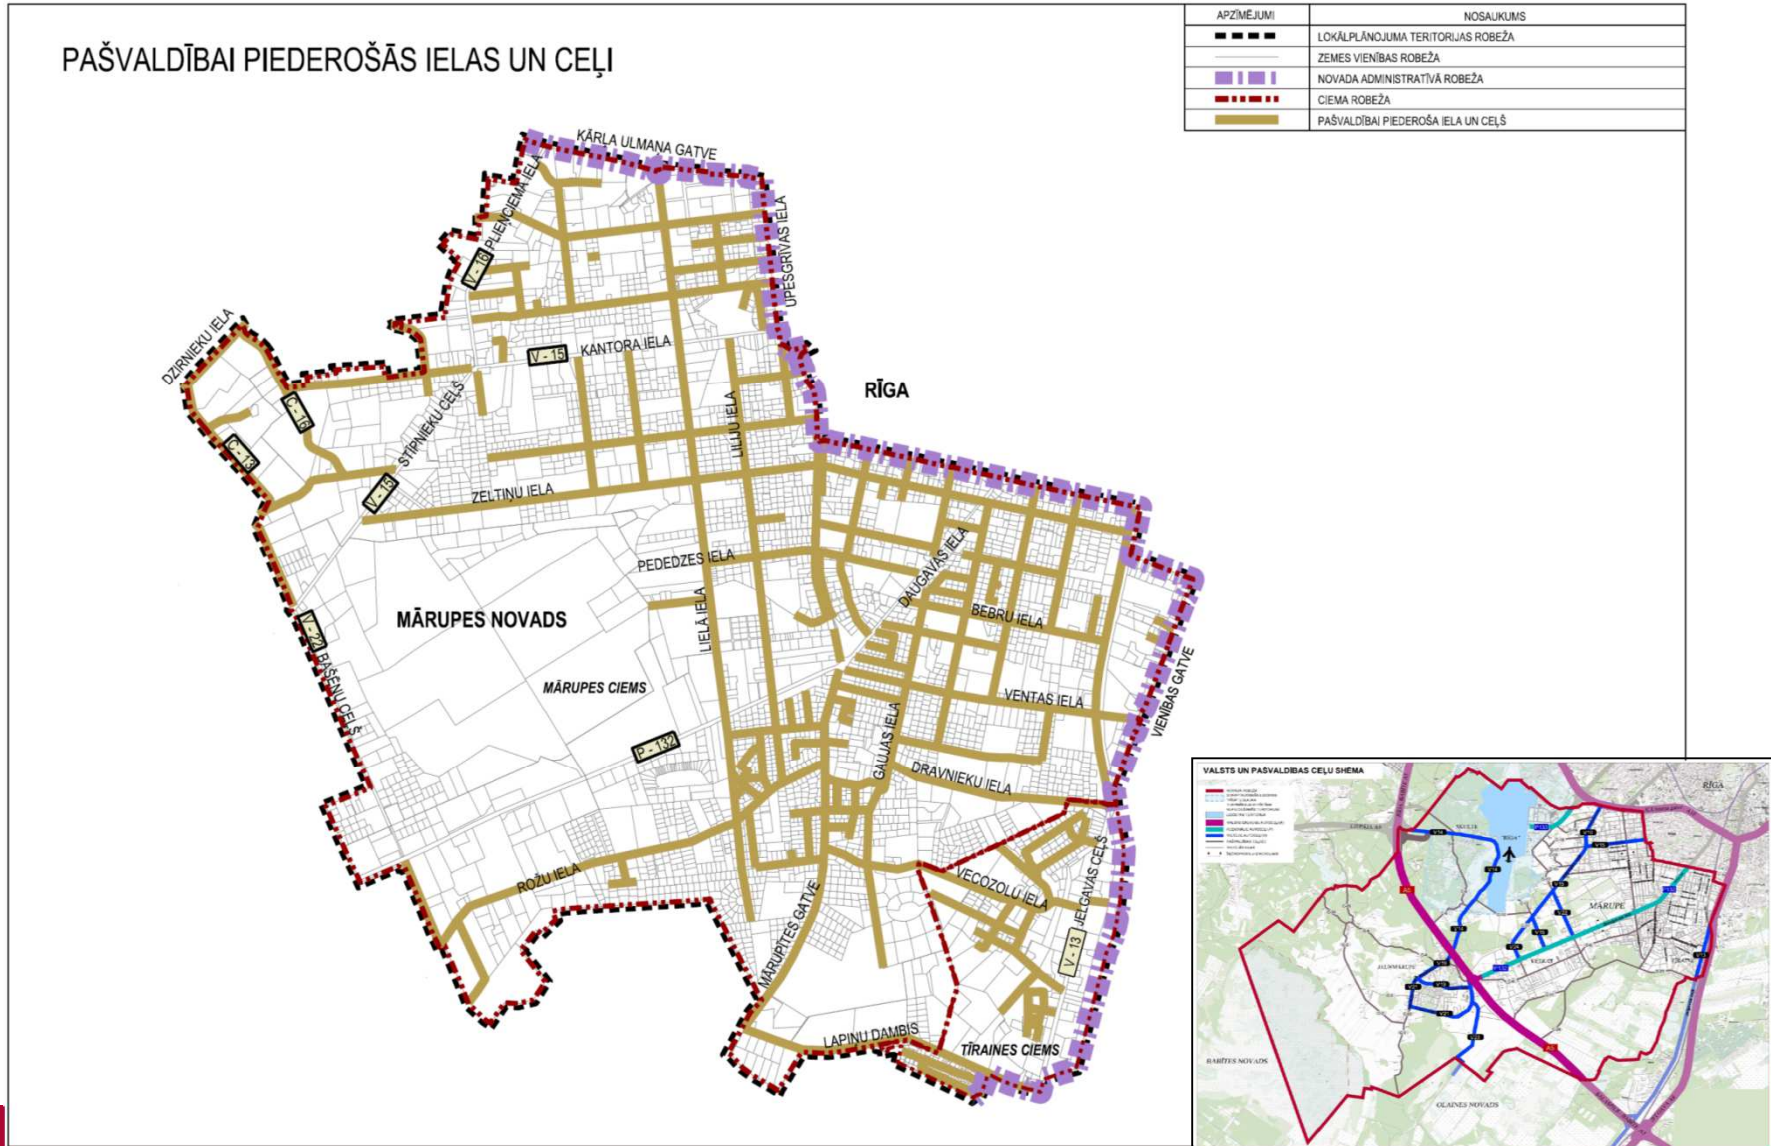 PAŠVALDĪBAI PIEDEROŠĀS IELAS UN CEĻI
APZĪMĒJUMI
NOSAUKUMS
LOKĀLPLĀNOJUMA TERITORIJAS ROBEŽA
ZEMES VIENĪBAS ROBEŽA
NOVADA ADMINISTRATĪVĀ ROBEŽA
CIEMA ROBEŽA
PAŠVALDĪBAI PIEDEROŠA IELA UN CEĻŠ
KĀRĻA ULMAŅA GATVE
PLIEŅCIEMA IELA
V - 16
UPESGRĪVAS IELA
DZIRNIEKU IELA
KANTORA IELA
V - 15
RĪGA
C - 16
C - 13
STĪPNIEKU CEĻŠ
LILIJU IELA
V - 15
ZELTIŅU IELA
PEDEDZES IELA
DAUGAVAS IELA
BEBRU IELA
MĀRUPES NOVADS
LIELĀ IELA
V - 22
BAŠĒNU CEĻŠ
MĀRUPES CIEMS
VENTAS IELA
VIENĪBAS GATVE
P - 132
GAUJAS IELA
DRAVNIEKU IELA
ROŽU IELA
VECOZOLU IELA
JELGAVAS CEĻŠ
V - 13
MĀRUPĪTES GATVE
LAPIŅU DAMBIS
TĪRAINES CIEMS
VALSTS UN PAŠVALDĪBAS CEĻU SHĒMA
RĪGA
"RĪGA"
MĀRUPE
BABĪTES NOVADS
OLAINES NOVADS